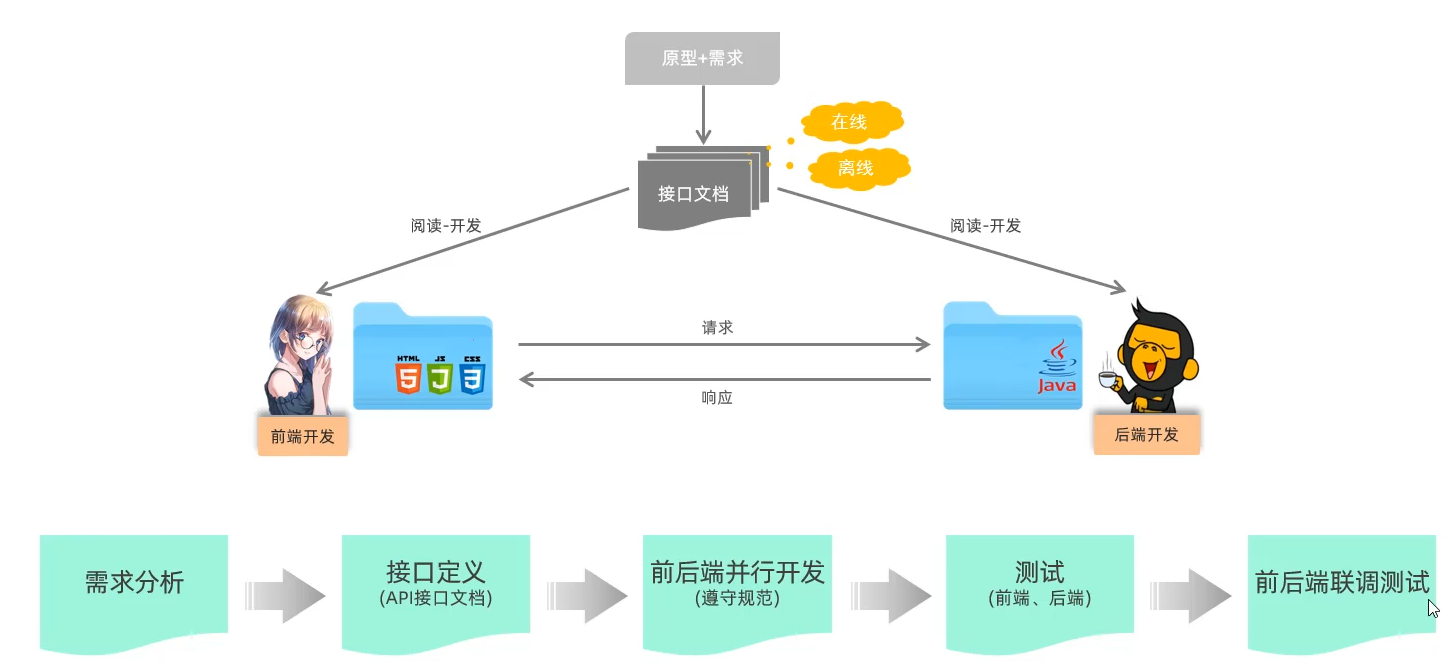 原型+需求
在线
离线
接口文档
阅读-开发
阅读-开发
请求
响应
HTML
JS
CSS
5
3
Java
前端开发
后端开发
需求分析
接口定义
(API接口文档)
前后端并行开发
(遵守规范)
测试
(前端、后端)
前后端联调测试